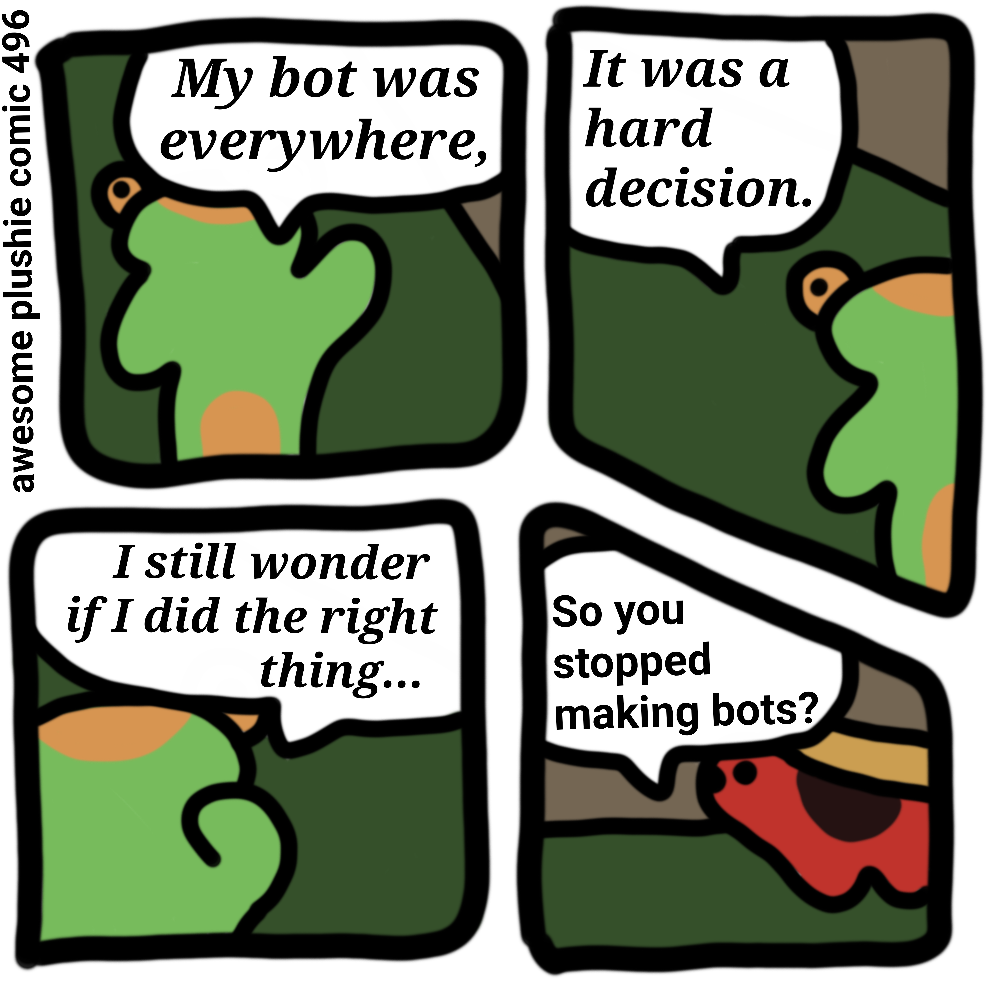 awesome plushie comic 496
My bot was
everywhere,
It was a
hard
decision.
I still wonder
if I did the right
thing...
So you
stopped
making bots?